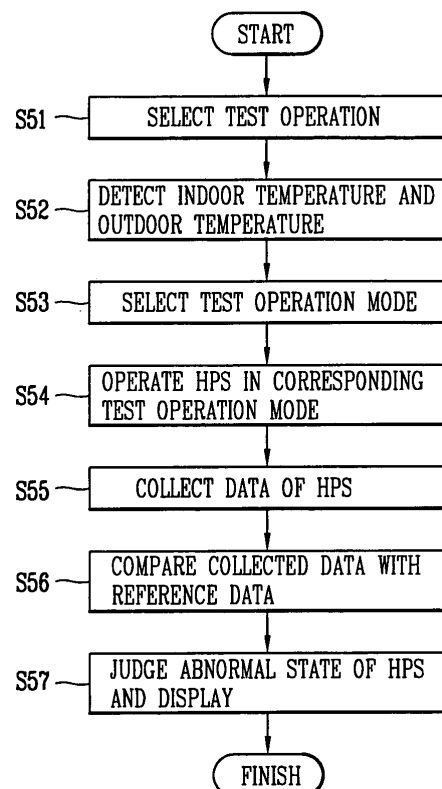 START
S51
SELECT TEST OPERATION
S52
DETECT INDOOR TEMPERATURE AND
OUTDOOR TEMPERATURE
S53
SELECT TEST OPERATION MODE
S54
OPERATE HPS IN CORRESPONDING
TEST OPERATION MODE
S55
COLLECT DATA OF HPS
S56
COMPARE COLLECTED DATA WITH
REFERENCE DATA
S57
JUDGE ABNORMAL STATE OF HPS
AND DISPLAY
FINISH